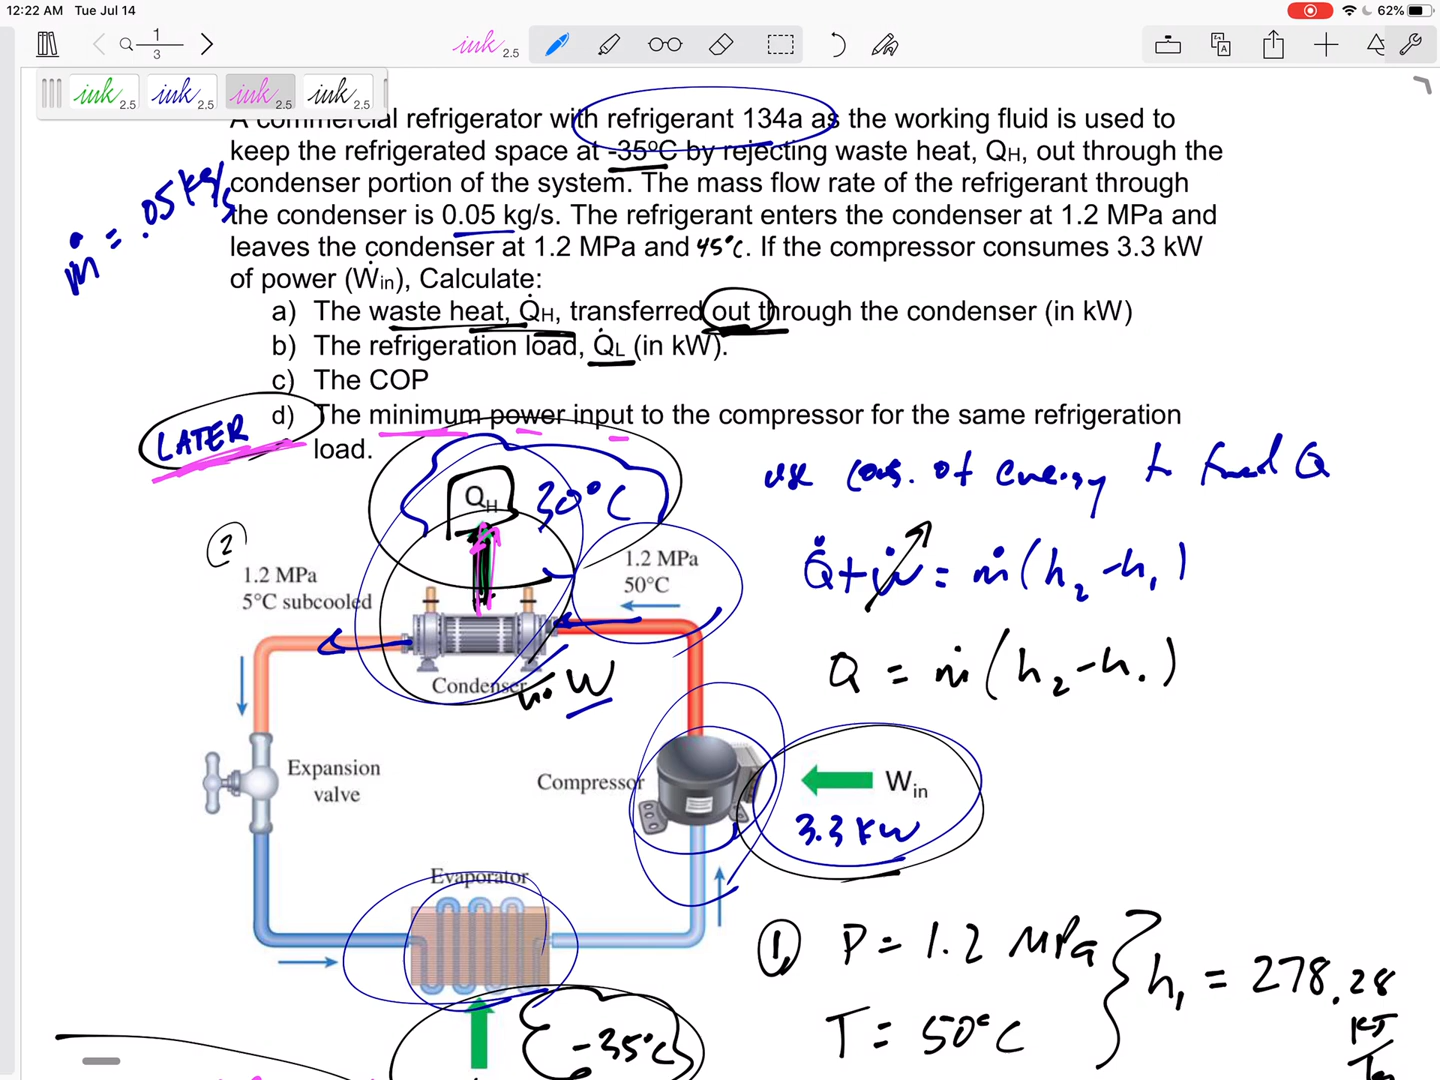 12:22 AM Tue Jul 14
62%
1
3
ink 2.5
ink 2.5 ink 2.5 ink 2.5 ink 2.5
A commercial refrigerator with refrigerant 134a as the working fluid is used to
keep the refrigerated space at -35°C by rejecting waste heat, QH, out through the
condenser portion of the system. The mass flow rate of the refrigerant through
the condenser is 0.05 kg/s. The refrigerant enters the condenser at 1.2 MPa and
leaves the condenser at 1.2 MPa and 45°C. If the compressor consumes 3.3 kW
of power (Ẇin), Calculate:
a) The waste heat, Q̇H, transferred out through the condenser (in kW)
b) The refrigeration load, Q̇L (in kW).
c) The COP
d) The minimum power input to the compressor for the same refrigeration
load.
ṁ = .05 kg/s
LATER
use cons. of energy to find Q
QH 30°C
2
1.2 MPa
5°C subcooled
1.2 MPa
50°C
Q̇ + ẇ = ṁ (h2 - h1)
Condenser
no W
Q = ṁ (h2 - h1)
Expansion
valve
Compressor
Win
3.3 kW
Evaporator
1 P = 1.2 MPa
h1 = 278.28
T = 50°C
KJ
-35°C